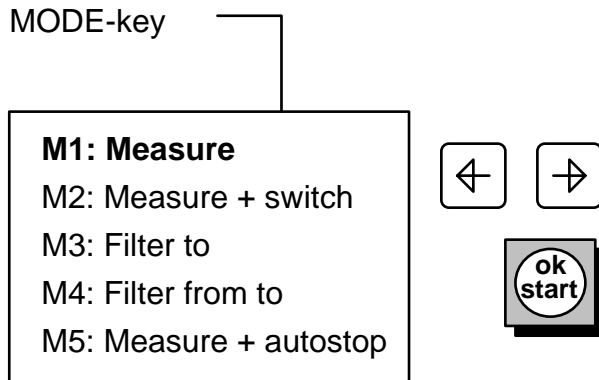 MODE-key
M1: Measure
M2: Measure + switch
M3: Filter to
M4: Filter from to
M5: Measure + autostop
ok
start